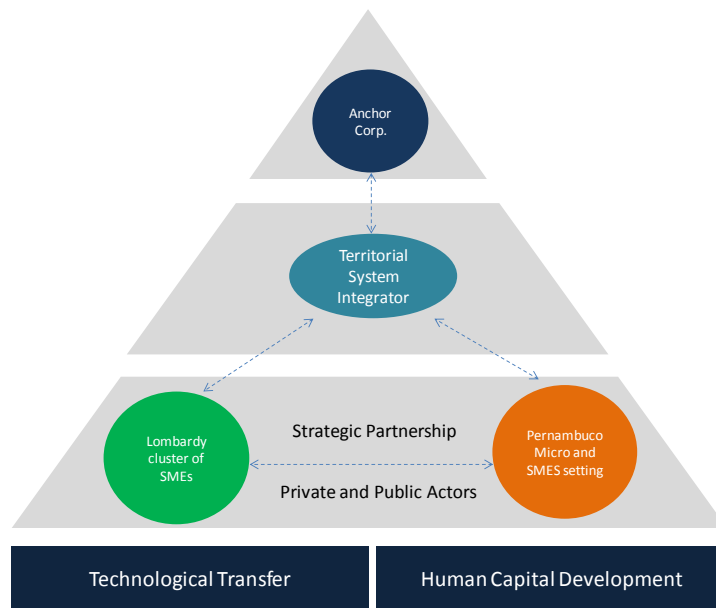 Anchor
Corp.
Territorial
System
Integrator
Lombardy
cluster of
SMEs
Strategic Partnership
Private and Public Actors
Pernambuco
Micro and
SMES setting
Technological Transfer
Human Capital Development